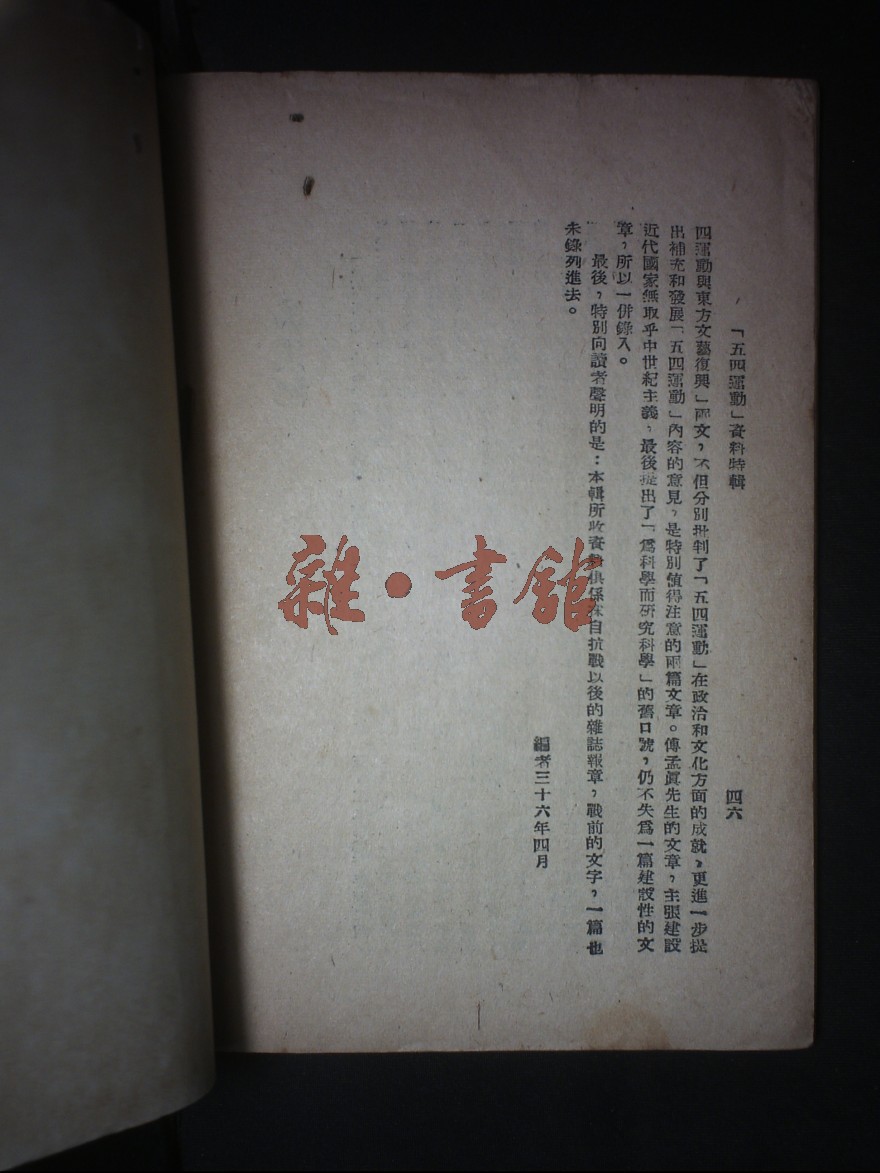 「五四運動」資料特輯
四六
四運動與東方文藝復興」兩文，不但分別批判了「五四運動」在政治和文化方面的成就，更進一步提
出補充和發展「五四運動」內容的意見，是特別値得注意的兩篇文章。傅孟眞先生的文章，主張建設
近代國家無取乎中世紀主義，最後提出了「爲科學而研究科學」的舊口號，仍不失爲一篇建設性的文
章，所以一併錄入。
最後，特別向讀者聲明的是：本輯所收資料俱係採自抗戰以後的雜誌報章，戰前的文字，一篇也
未錄列進去。
編者三十六年四月
雜·書館